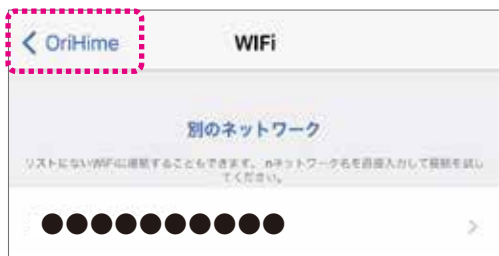 OriHime
WIFi
別のネットワーク
リストにないWiFiに接続することもできます。 nネットワーク名を直接入力して接続を試し
てください。